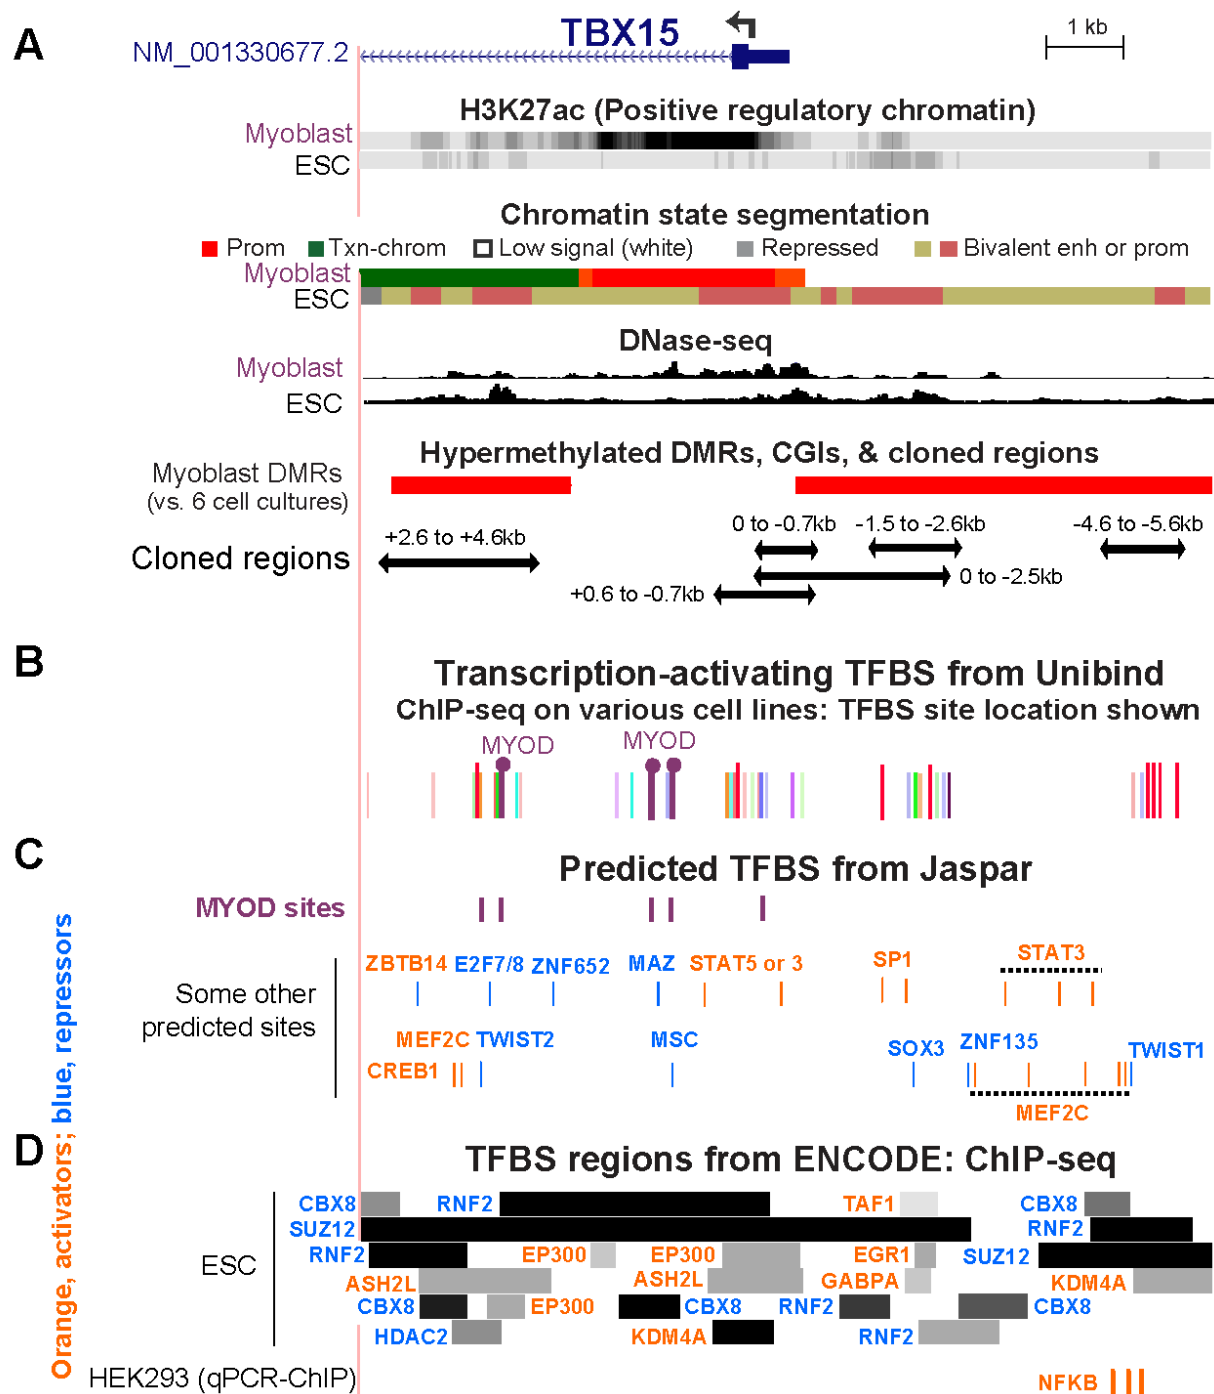 A
TBX15
1 kb
NM_001330677.2
H3K27ac (Positive regulatory chromatin)
Myoblast
ESC
Chromatin state segmentation
Prom Txn-chrom Low signal (white) Repressed Bivalent enh or prom
Myoblast
ESC
DNase-seq
Myoblast
ESC
Hypermethylated DMRs, CGIs, & cloned regions
Myoblast DMRs
(vs. 6 cell cultures)
0 to -0.7kb -1.5 to -2.6kb -4.6 to -5.6kb
+2.6 to +4.6kb
Cloned regions
0 to -2.5kb
+0.6 to -0.7kb
B
Transcription-activating TFBS from Unibind
ChIP-seq on various cell lines: TFBS site location shown
MYOD MYOD
C
Predicted TFBS from Jaspar
MYOD sites
ZBTB14 E2F7/8 ZNF652 MAZ STAT5 or 3 SP1 STAT3
Some other
predicted sites
MEF2C TWIST2 MSC SOX3 ZNF135 TWIST1
CREB1
MEF2C
Orange, activators; blue, repressors
D
TFBS regions from ENCODE: ChIP-seq
CBX8 RNF2 TAF1 CBX8
SUZ12 RNF2
RNF2 EP300 EP300 EGR1 SUZ12
ESC
ASH2L ASH2L GABPA KDM4A
CBX8 EP300 CBX8 RNF2 CBX8
HDAC2 KDM4A RNF2
HEK293 (qPCR-ChIP)
NFKB